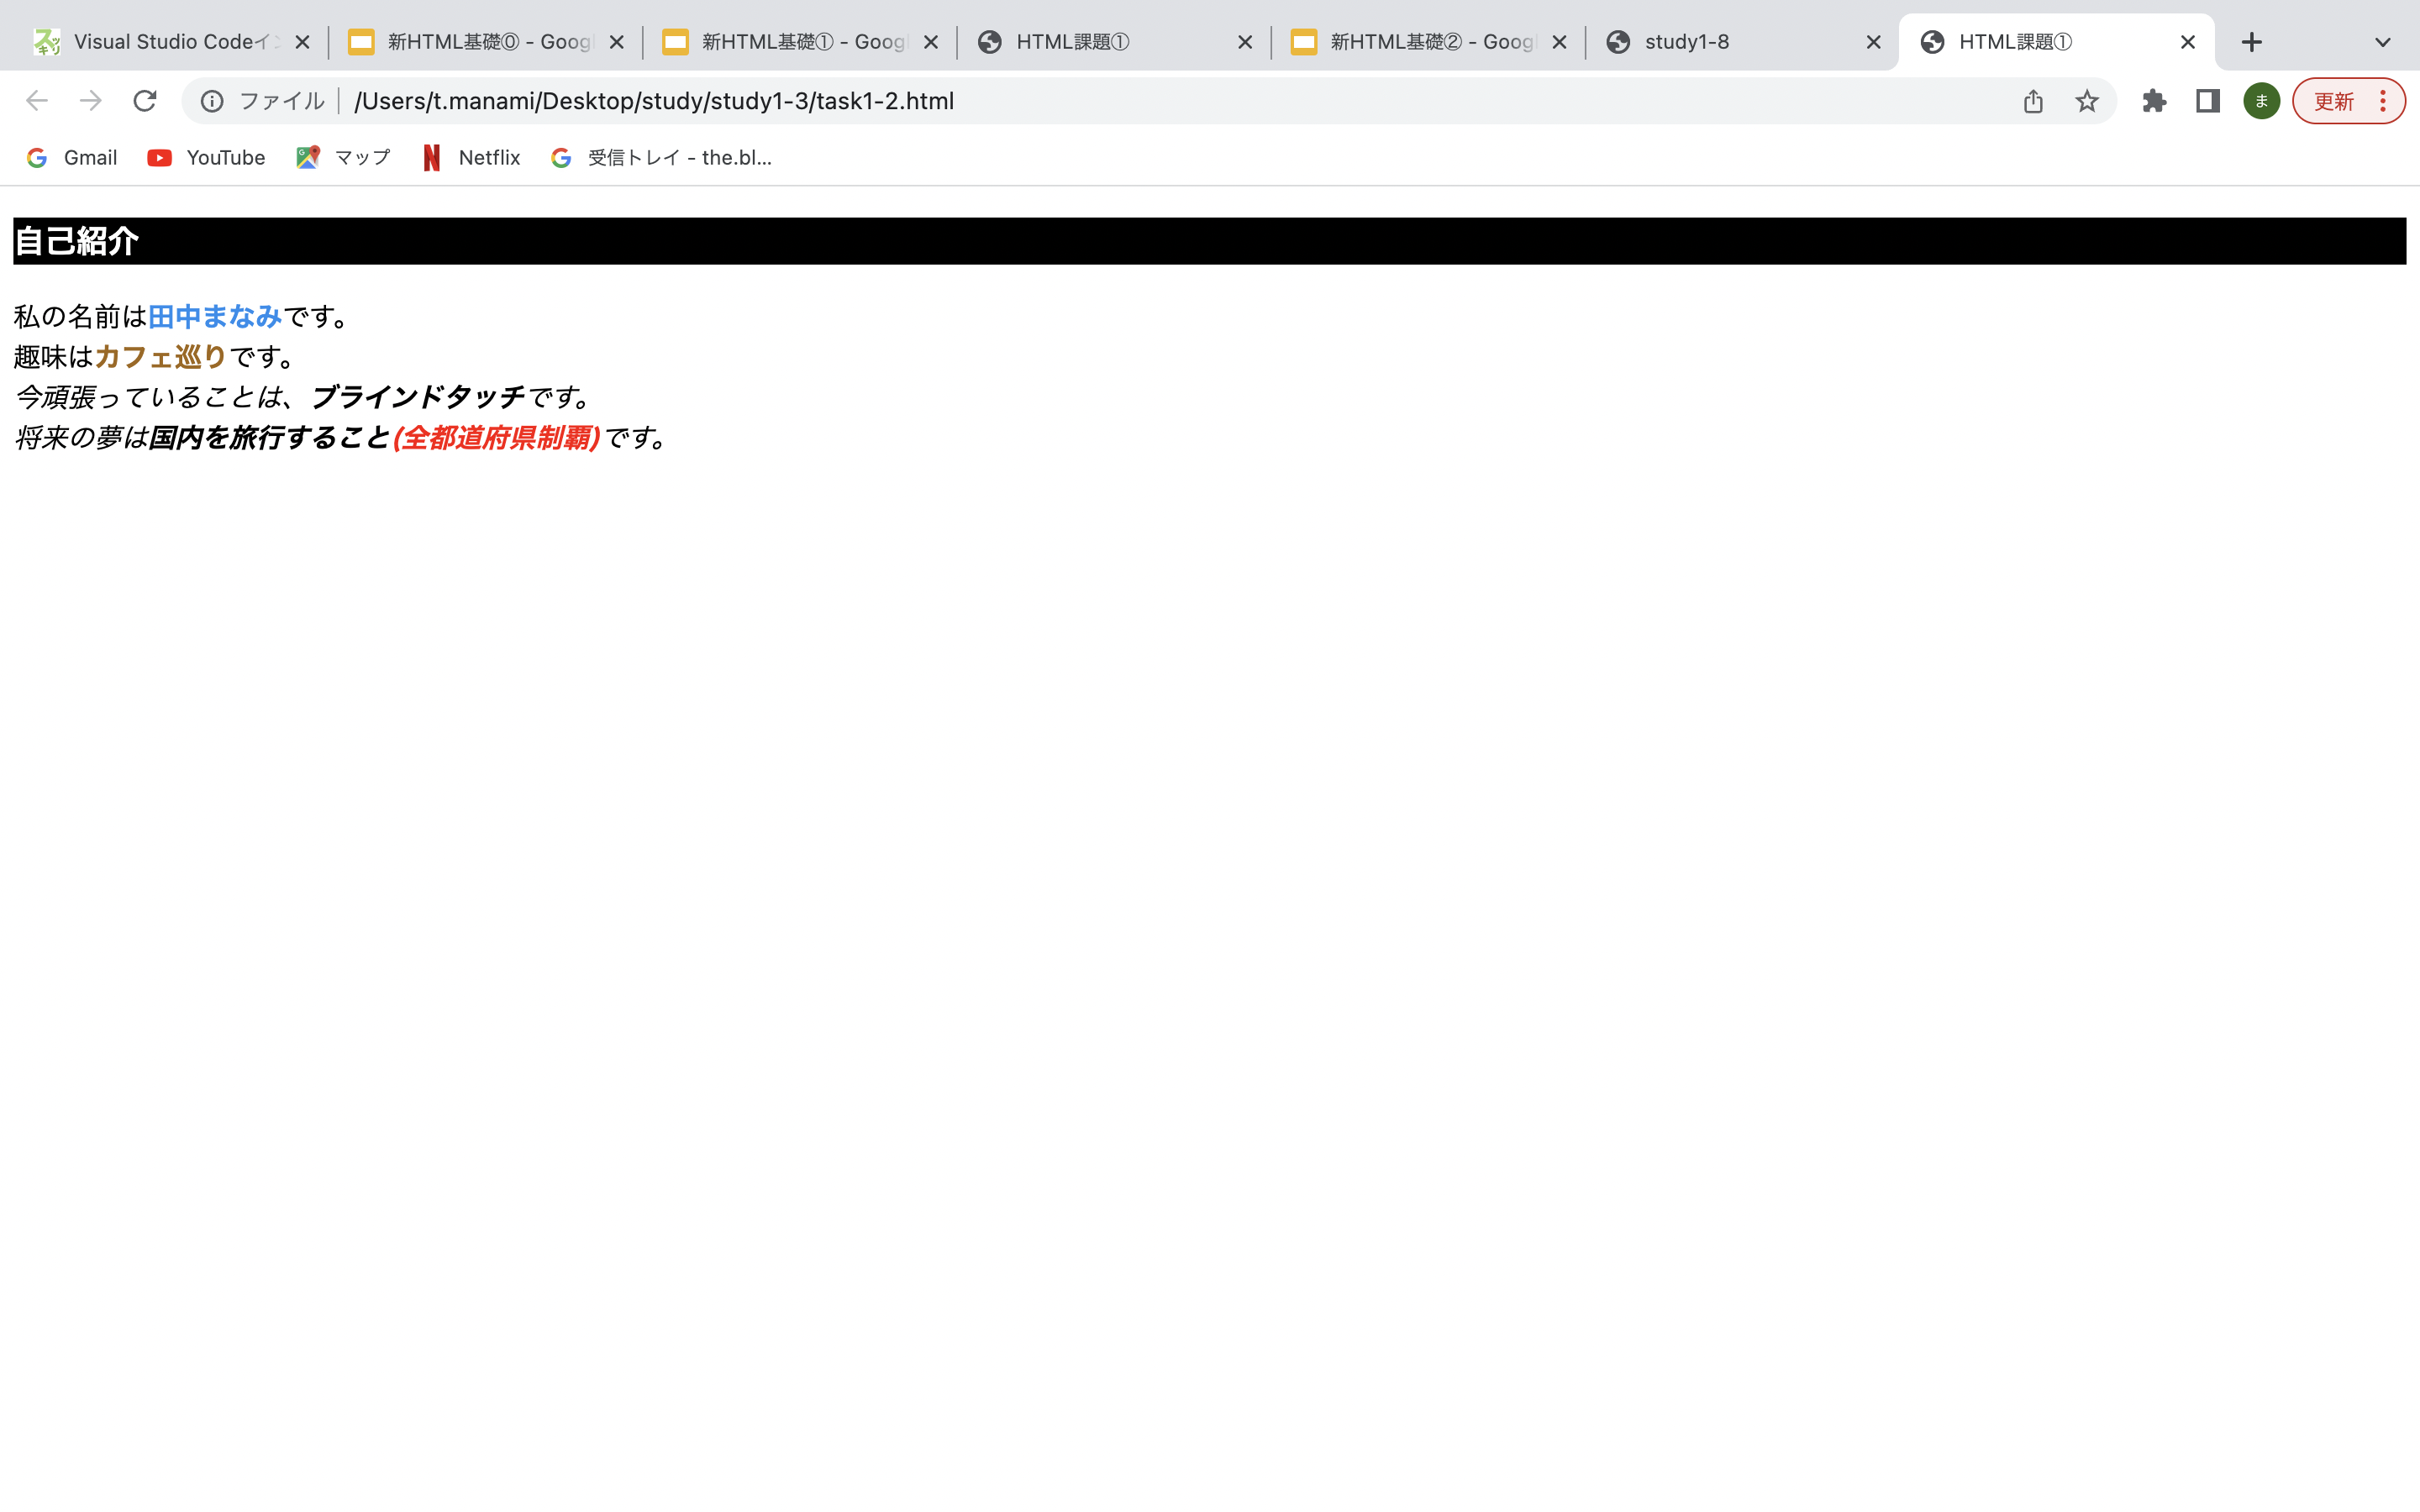 Visual Studio Codeイン
新HTML基礎⓪ - Goog
新HTML基礎① - Goog
HTML課題①
新HTML基礎② - Goog
study1-8
HTML課題①
ファイル
/Users/t.manami/Desktop/study/study1-3/task1-2.html
ま
更新
Gmail
YouTube
マップ
Netflix
受信トレイ - the.bl...
自己紹介
私の名前は田中まなみです。
趣味はカフェ巡りです。
今頑張っていることは、ブラインドタッチです。
将来の夢は国内を旅行すること(全都道府県制覇)です。